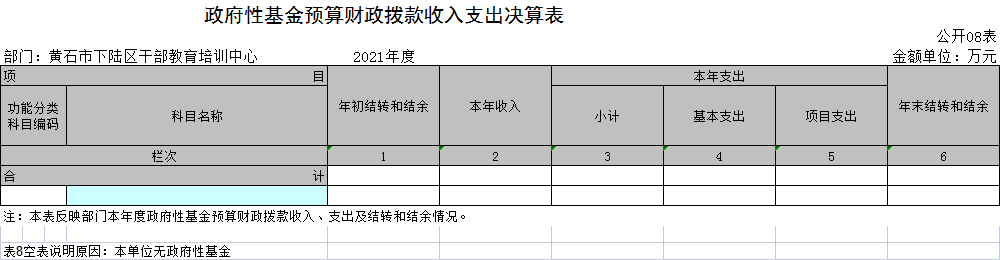 政府性基金预算财政拨款收入支出决算表
公开08表
部门：黄石市下陆区干部教育培训中心 2021年度 金额单位：万元
项 目 年初结转和结余 本年收入 本年支出 年末结转和结余
功能分类科目编码 科目名称 小计 基本支出 项目支出
栏次 1 2 3 4 5 6
合 计
注：本表反映部门本年度政府性基金预算财政拨款收入、支出及结转和结余情况。
表8空表说明原因：本单位无政府性基金